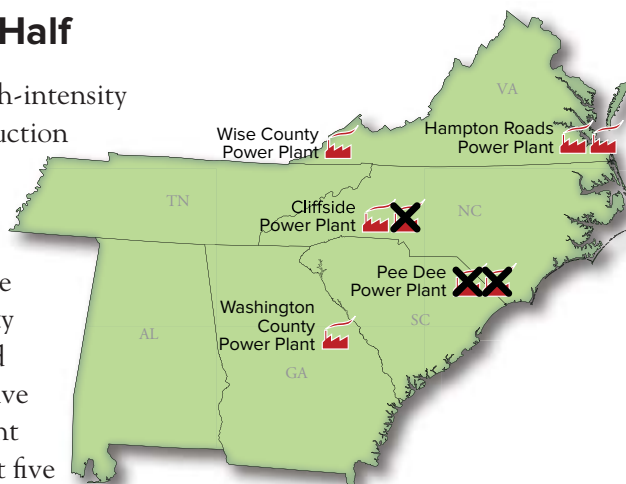 Half
h-intensity
uction
e
y
d
ve
nt
t five
VA
Wise County
Power Plant
Hampton Roads
Power Plant
TN
Cliffside
Power Plant
NC
Pee Dee
Power Plant
Washington
County
Power Plant
SC
AL
GA